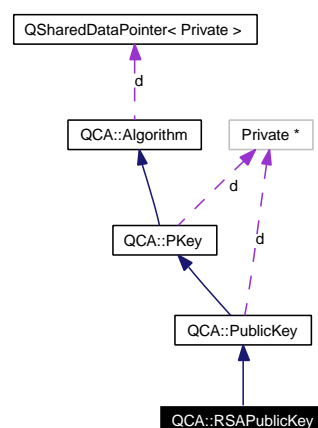 QSharedDataPointer< Private >
d
QCA::Algorithm
Private *
d
QCA::PKey
d
QCA::PublicKey
QCA::RSAPublicKey